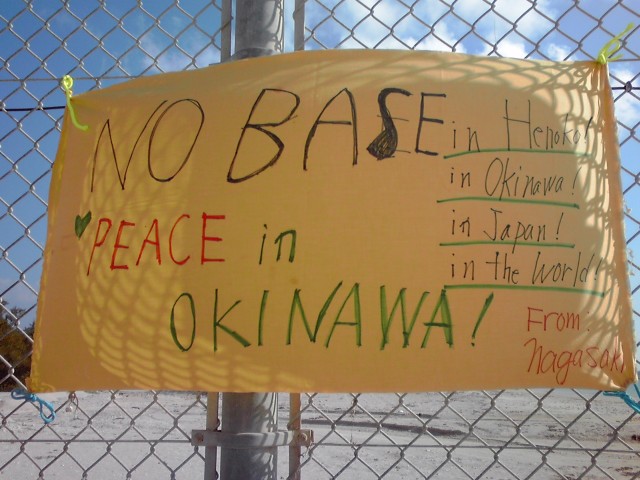 NO BASE in Henoko!
in Okinawa!
in Japan!
in the World!
PEACE in
OKINAWA!
From.
Nagasaki